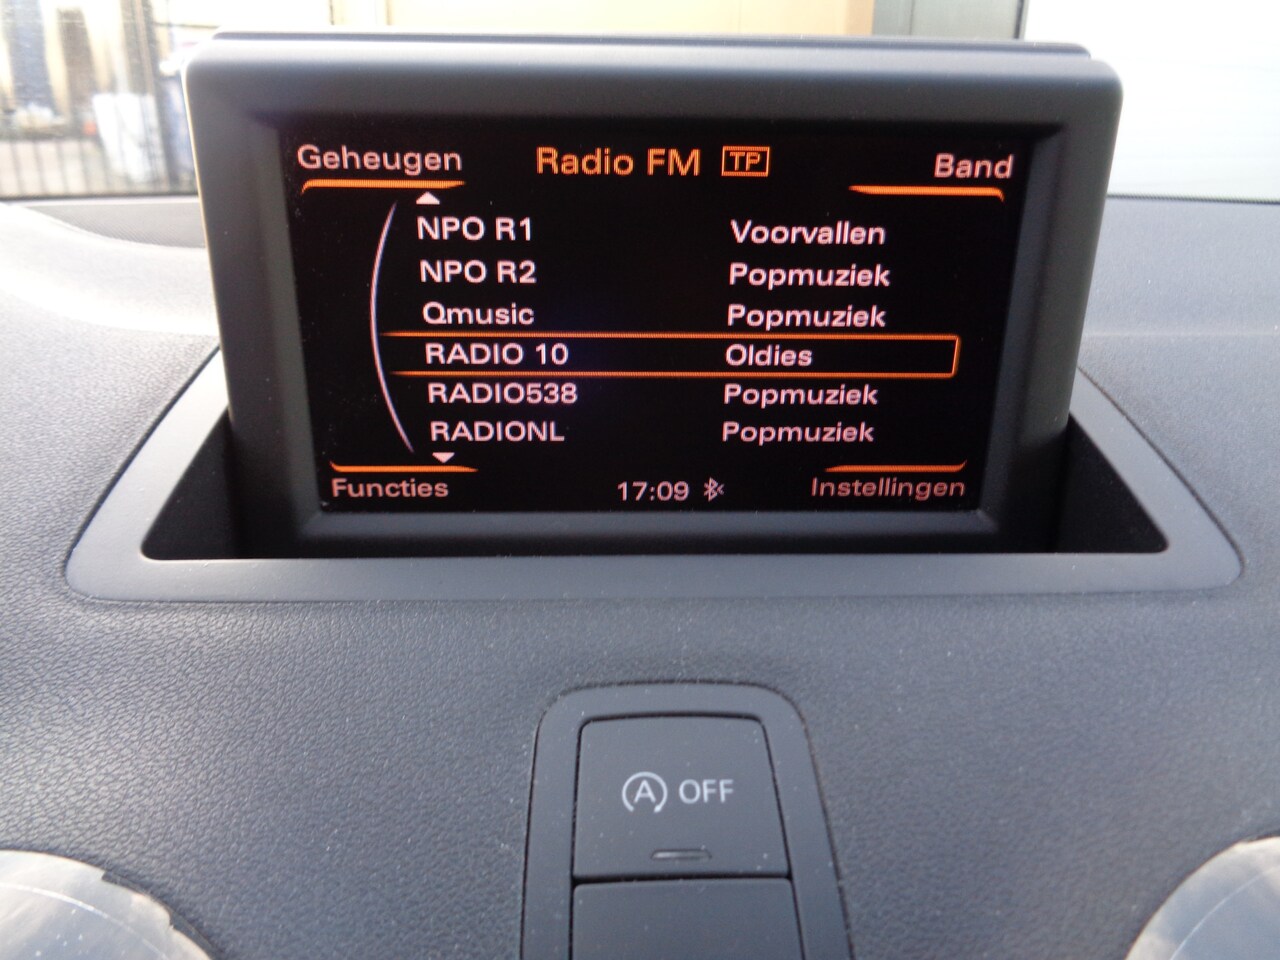 Geheugen Radio FM TP Band
NPO R1 Voorvallen
NPO R2 Popmuziek
Qmusic Popmuziek
RADIO 10 Oldies
RADIO538 Popmuziek
RADIONL Popmuziek
Functies 17:09 Instellingen
A OFF